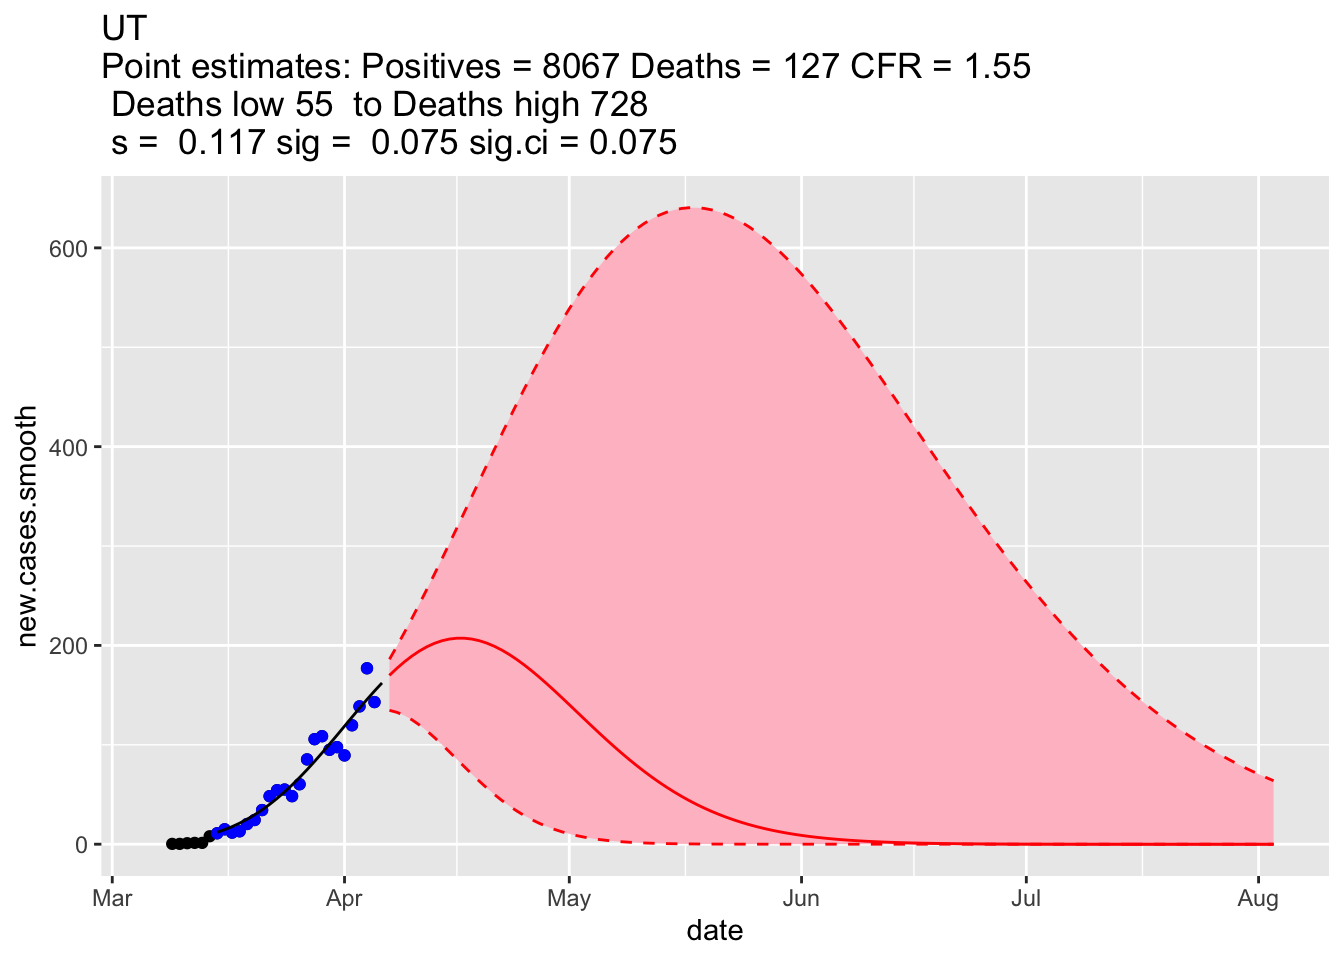 UT
Point estimates: Positives = 8067 Deaths = 127 CFR = 1.55
Deaths low 55  to Deaths high 728
s =  0.117 sig =  0.075 sig.ci = 0.075
600
400
200
0
new.cases.smooth
Mar Apr May Jun Jul Aug
date